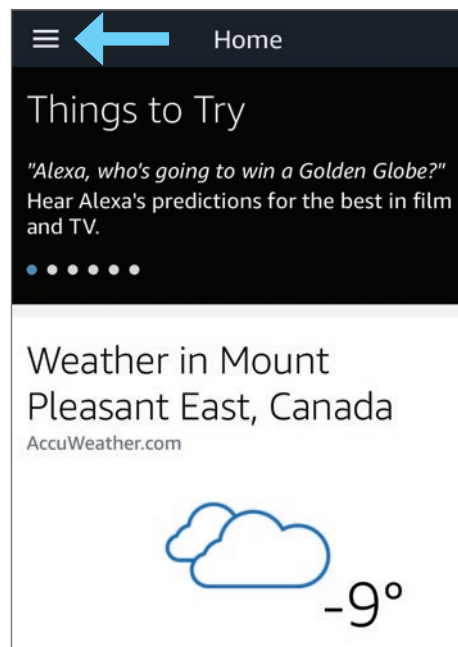 Home
Things to Try
"Alexa, who's going to win a Golden Globe?"
Hear Alexa's predictions for the best in film
and TV.
Weather in Mount
Pleasant East, Canada
AccuWeather.com
-9°